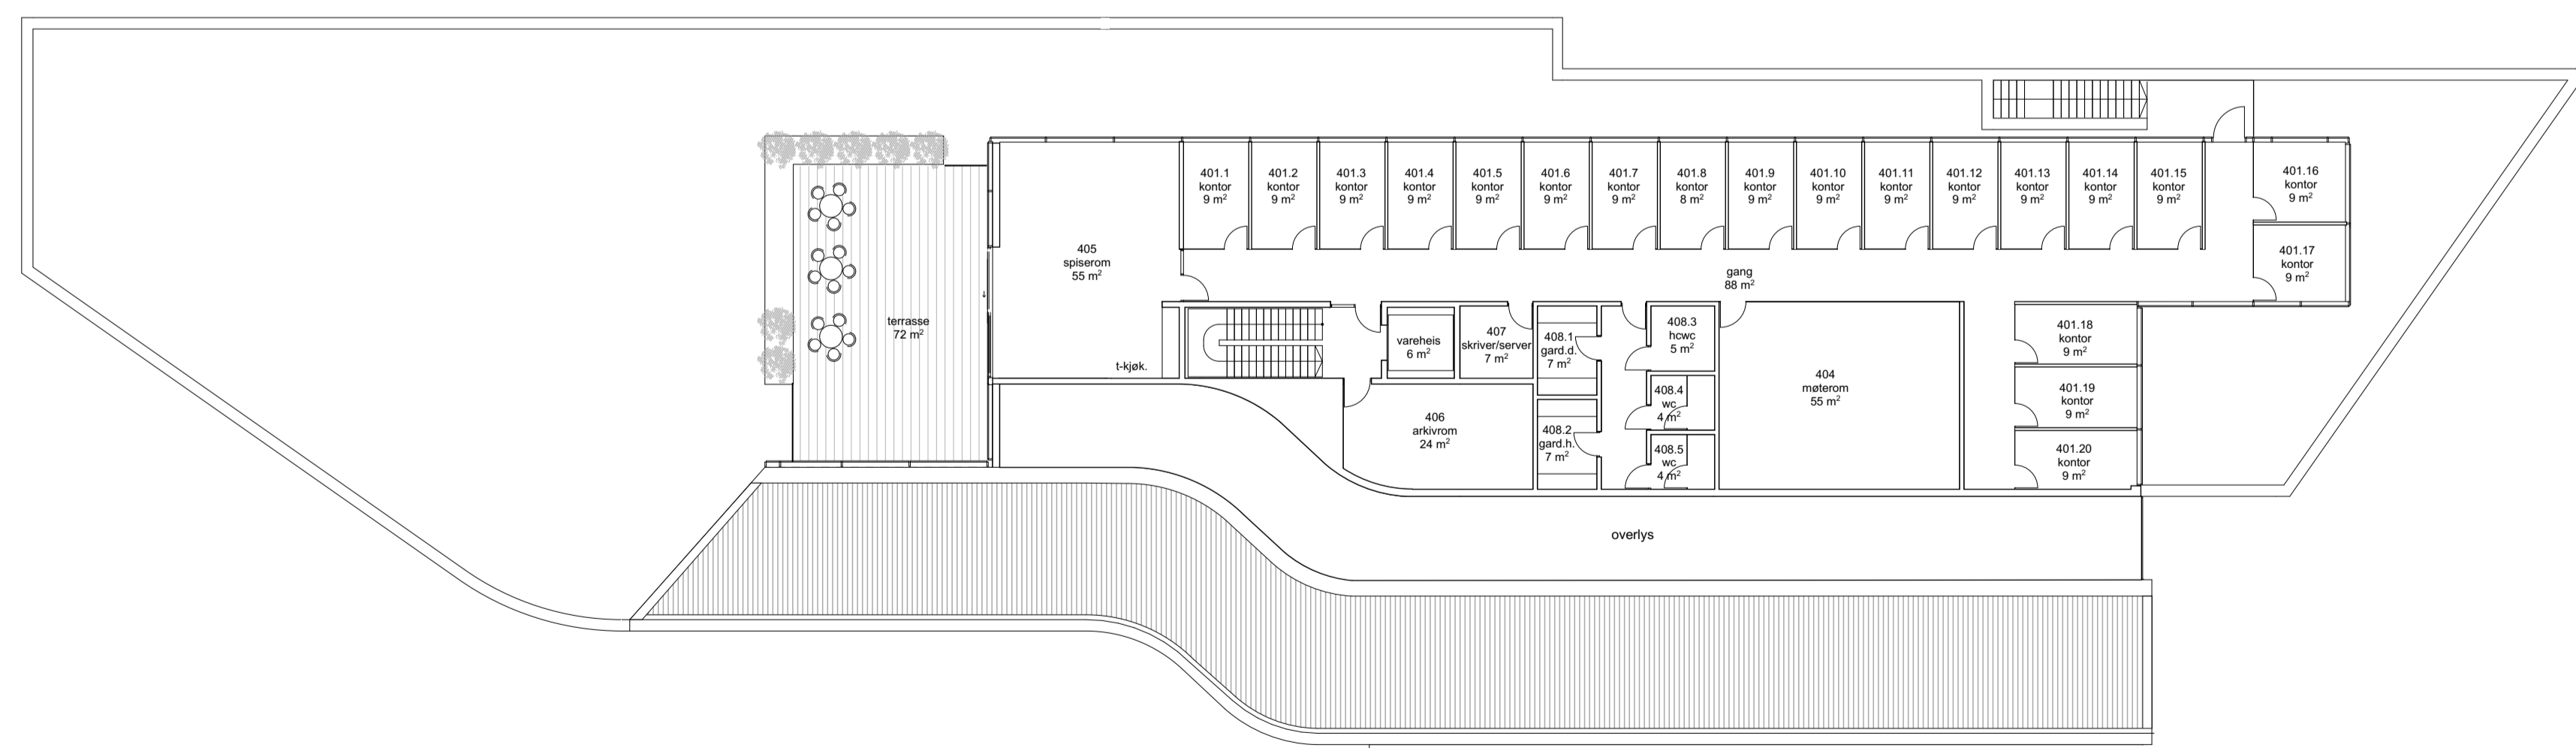 401.1
kontor
9 m²
401.2
kontor
9 m²
401.3
kontor
9 m²
401.4
kontor
9 m²
401.5
kontor
9 m²
401.6
kontor
9 m²
401.7
kontor
9 m²
401.8
kontor
8 m²
401.9
kontor
9 m²
401.10
kontor
9 m²
401.11
kontor
9 m²
401.12
kontor
9 m²
401.13
kontor
9 m²
401.14
kontor
9 m²
401.15
kontor
9 m²
401.16
kontor
9 m²
401.17
kontor
9 m²
405
spiserom
55 m²
gang
88 m²
terrasse
72 m²
t-kjøk.
vareheis
6 m²
407
skriver/server
7 m²
408.1
gard.d.
7 m²
408.3
hcwc
5 m²
401.18
kontor
9 m²
404
møterom
55 m²
408.4
wc
4 m²
401.19
kontor
9 m²
406
arkivrom
24 m²
408.2
gard.h.
7 m²
408.5
wc
4 m²
401.20
kontor
9 m²
overlys